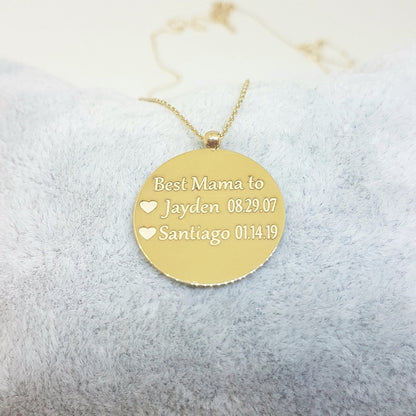 Best Mama to
Jayden 08.29.07
Santiago 01.14.19